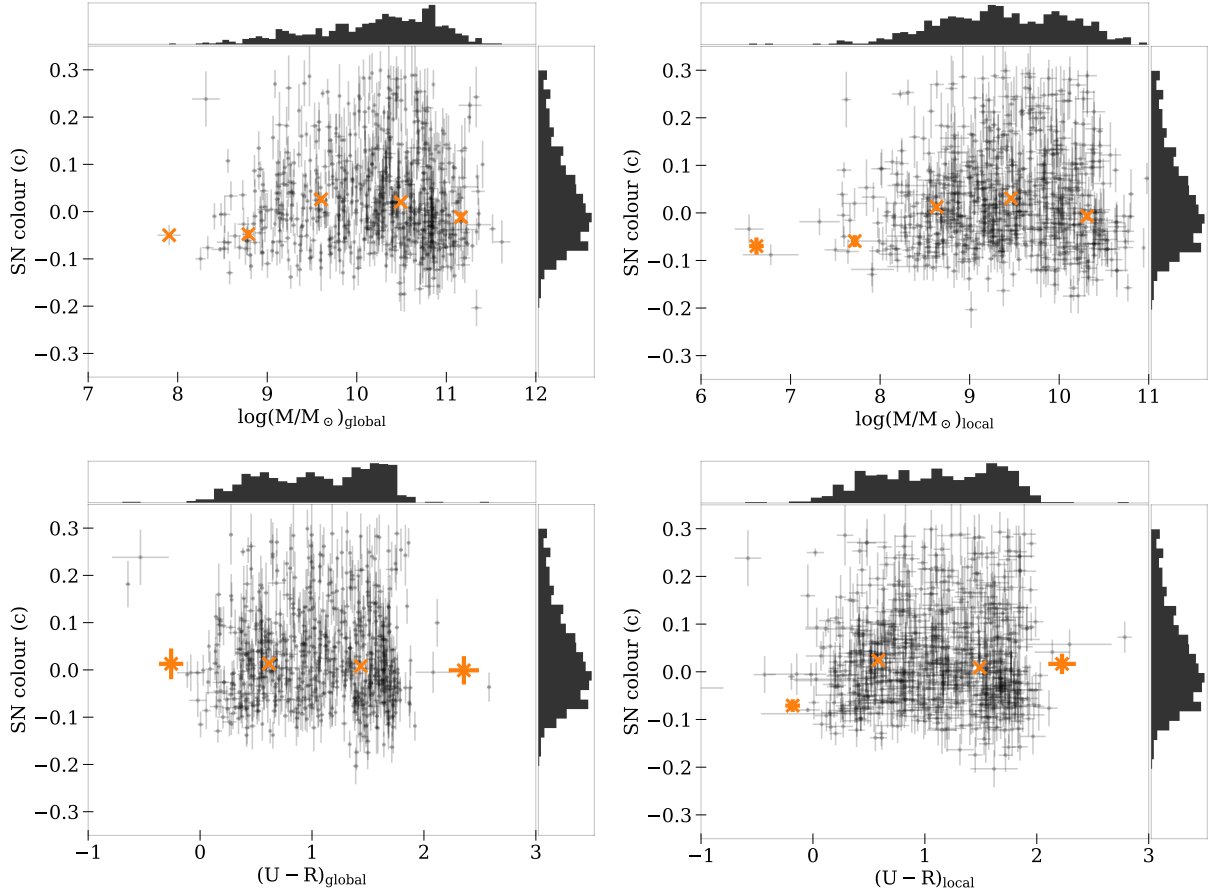 0.3
0.2
0.1
0.0
−0.1
−0.2
−0.3
SN colour (c)
7 8 9 10 11 12
log(M/M⊙)global
0.3
0.2
0.1
0.0
−0.1
−0.2
−0.3
SN colour (c)
6 7 8 9 10 11
log(M/M⊙)local
0.3
0.2
0.1
0.0
−0.1
−0.2
−0.3
SN colour (c)
−1 0 1 2 3
(U − R)global
0.3
0.2
0.1
0.0
−0.1
−0.2
−0.3
SN colour (c)
−1 0 1 2 3
(U − R)local